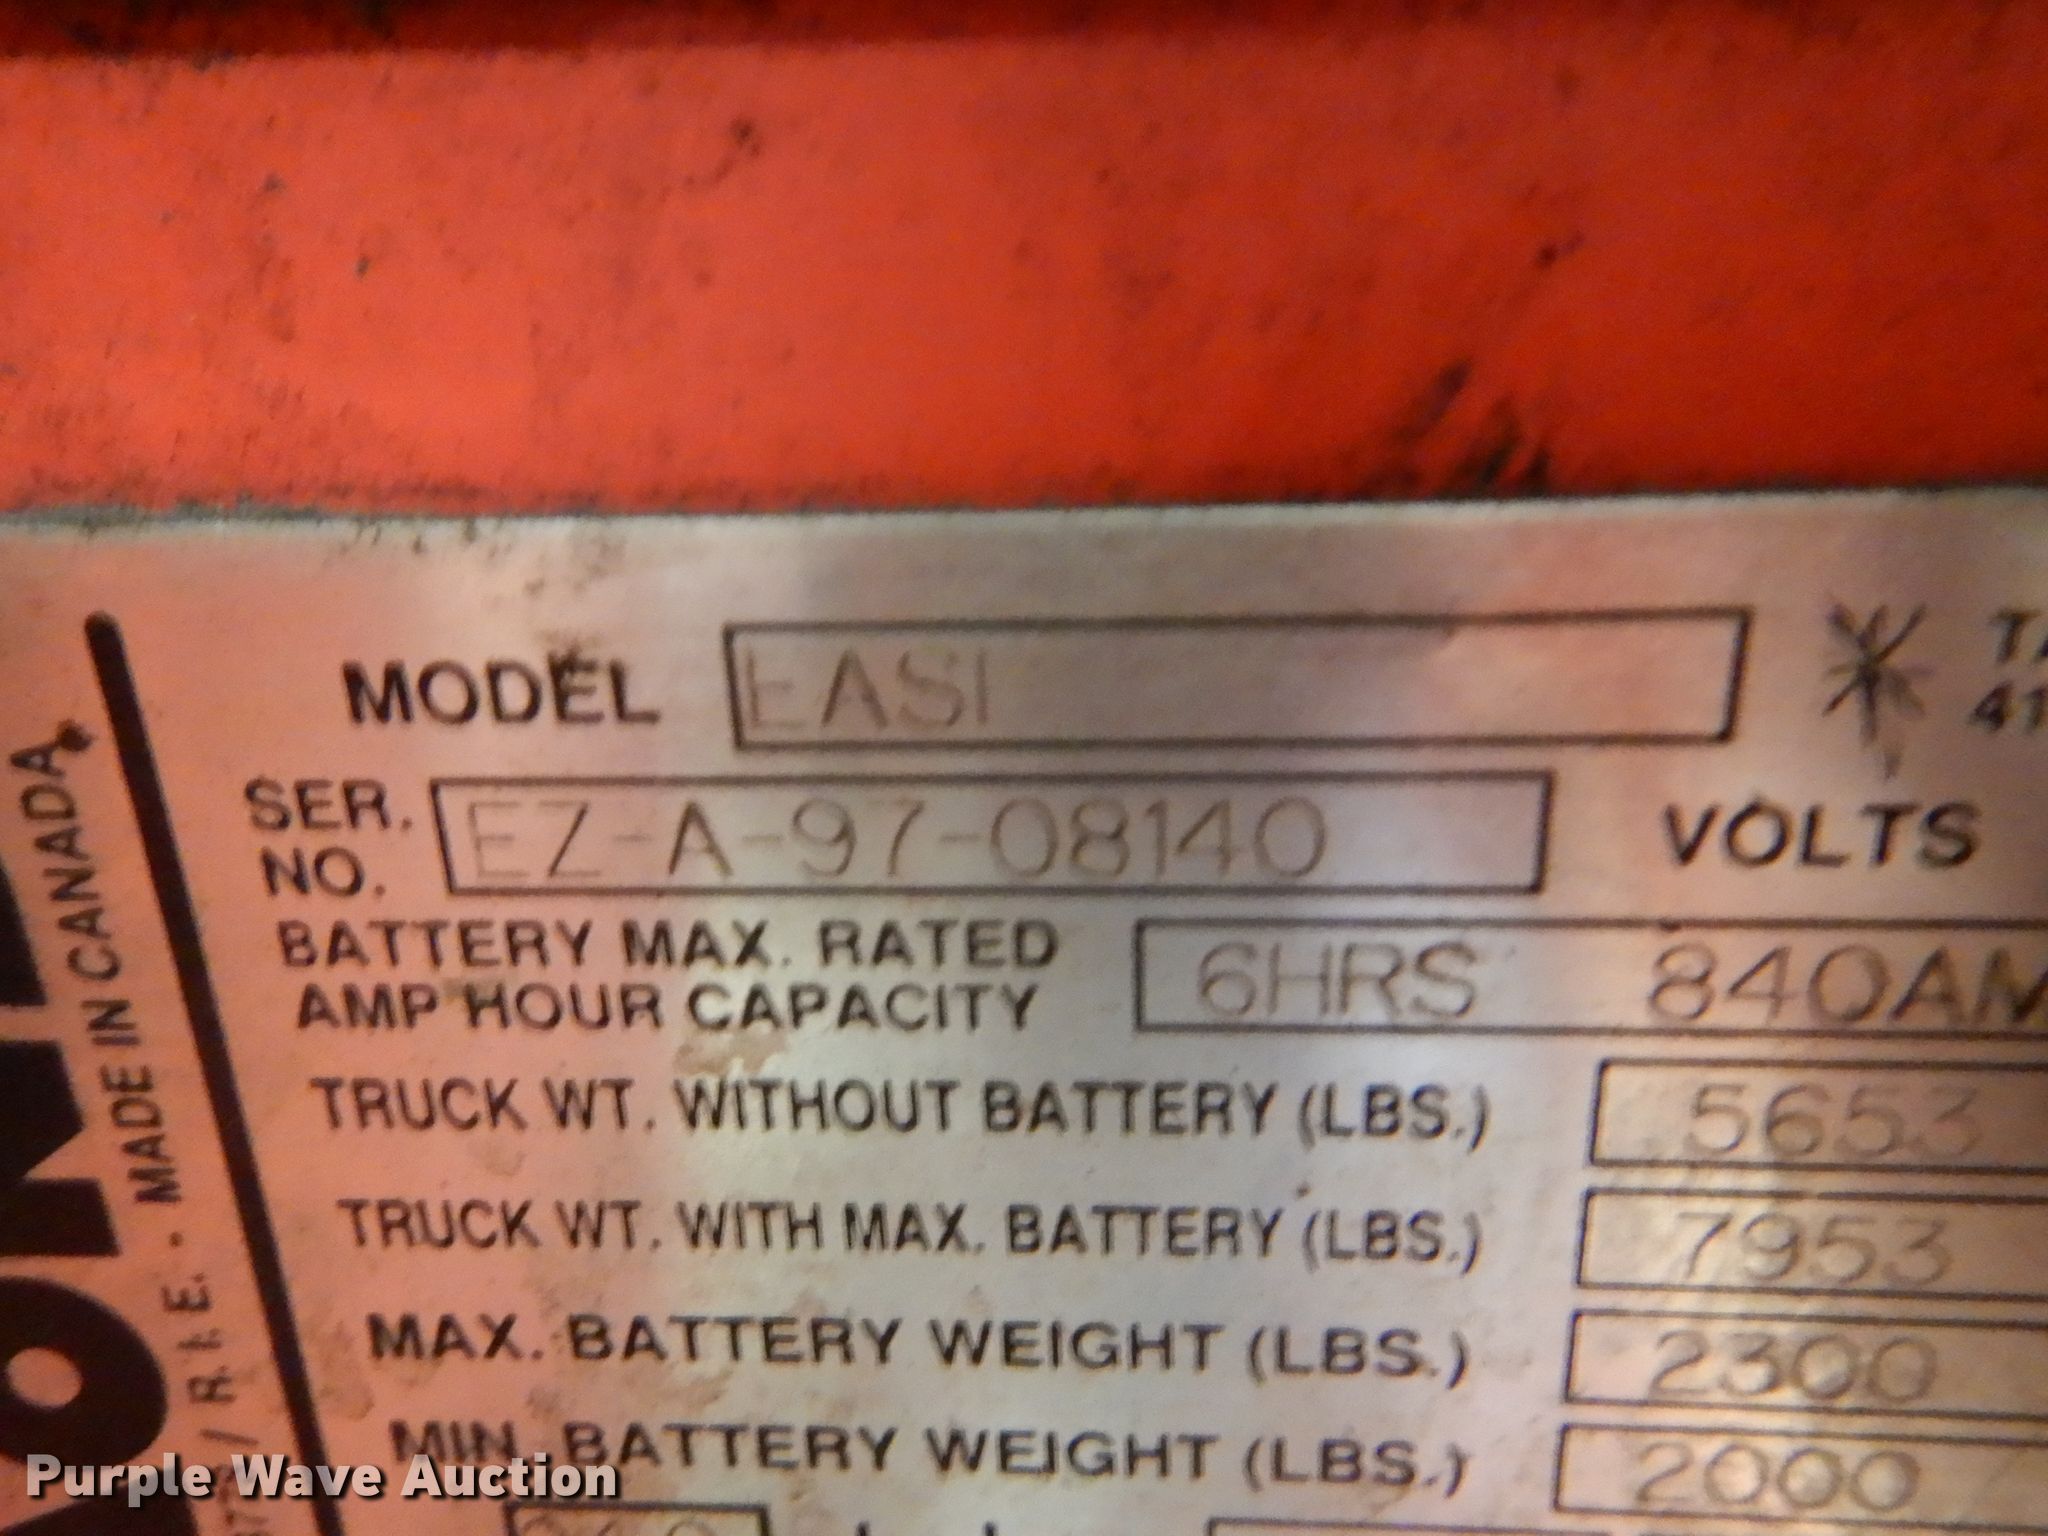 MODEL EASI
SER. NO. EZ-A-97-08140 VOLTS
BATTERY MAX. RATED
AMP HOUR CAPACITY 6HRS 840AM
TRUCK WT. WITHOUT BATTERY (LBS.) 5653
TRUCK WT. WITH MAX. BATTERY (LBS.) 7953
MAX. BATTERY WEIGHT (LBS.) 2300
MIN. BATTERY WEIGHT (LBS.) 2000
/ R.I.E. - MADE IN CANADA
Purple Wave Auction